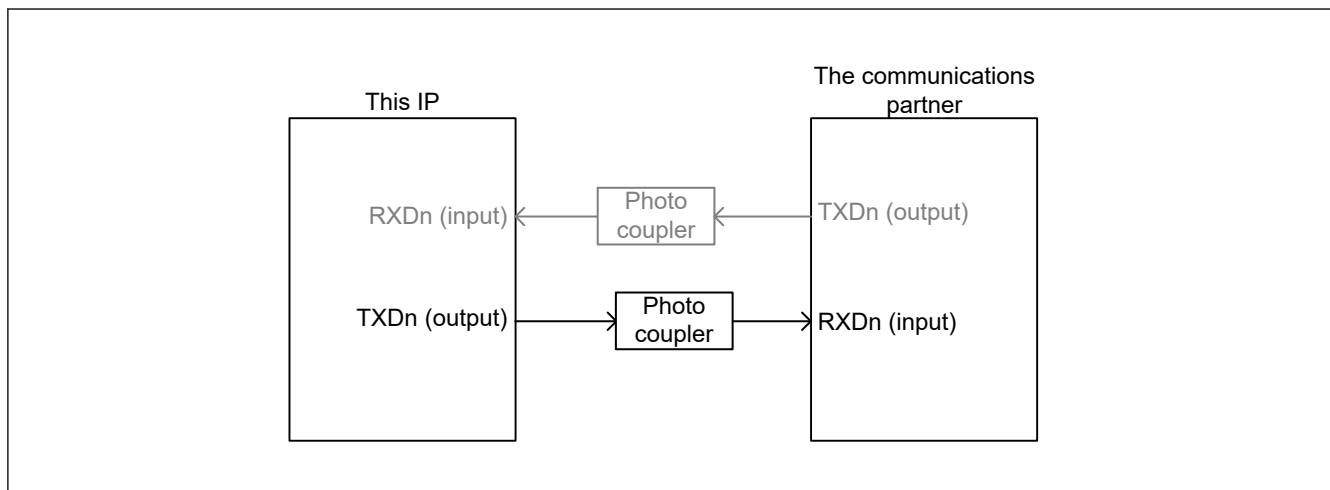 This IP
The communications
partner
RXDn (input)
Photo
coupler
TXDn (output)
TXDn (output)
Photo
coupler
RXDn (input)